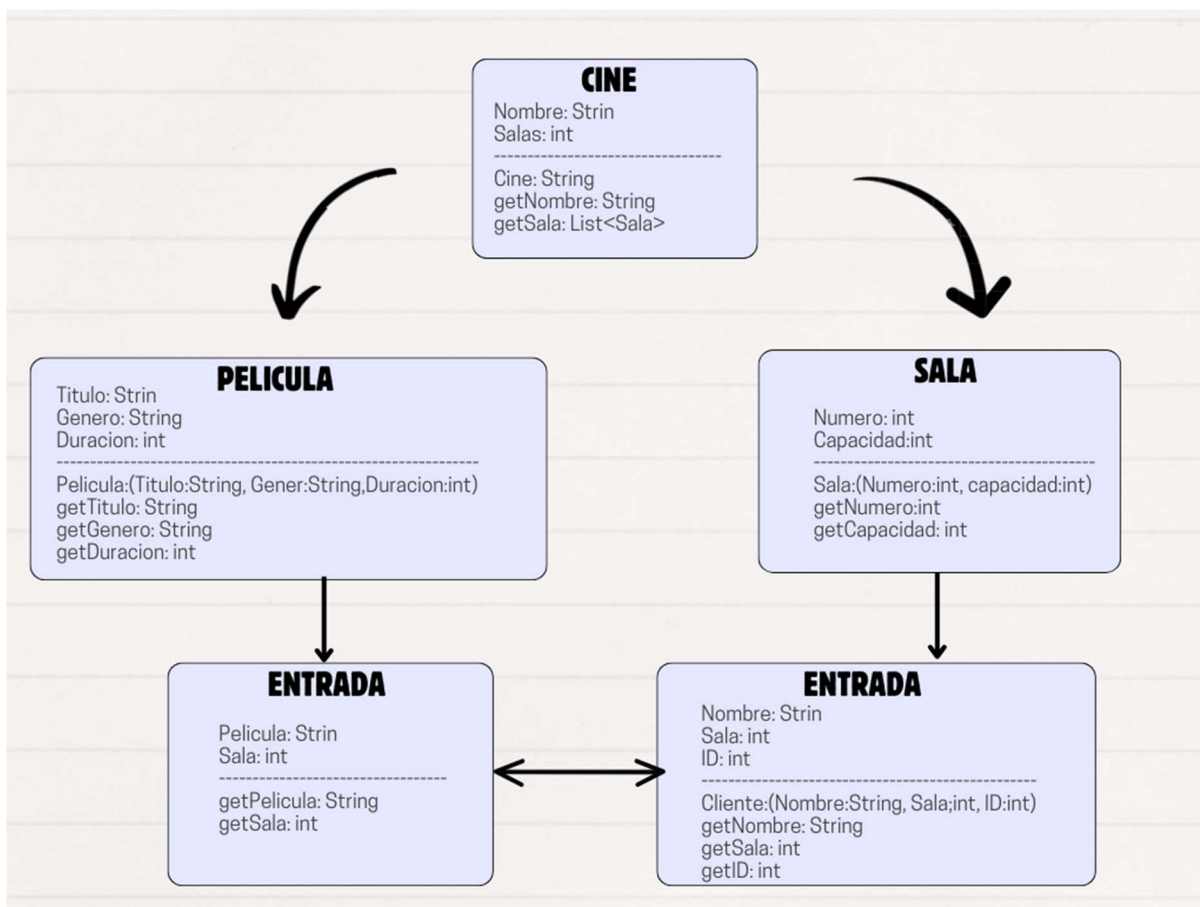 CINE
Nombre: Strin
Salas: int
----------------------------------
Cine: String
getNombre: String
getSala: List<Sala>
PELICULA
Titulo: Strin
Genero: String
Duracion: int
---------------------------------------------------------------
Pelicula:(Titulo:String, Gener:String,Duracion:int)
getTitulo: String
getGenero: String
getDuracion: int
SALA
Numero: int
Capacidad:int
------------------------------------------
Sala:(Numero:int, capacidad:int)
getNumero:int
getCapacidad: int
ENTRADA
Pelicula: Strin
Sala: int
----------------------------------
getPelicula: String
getSala: int
ENTRADA
Nombre: Strin
Sala: int
ID: int
--------------------------------------------------
Cliente:(Nombre:String, Sala;int, ID:int)
getNombre: String
getSala: int
getID: int